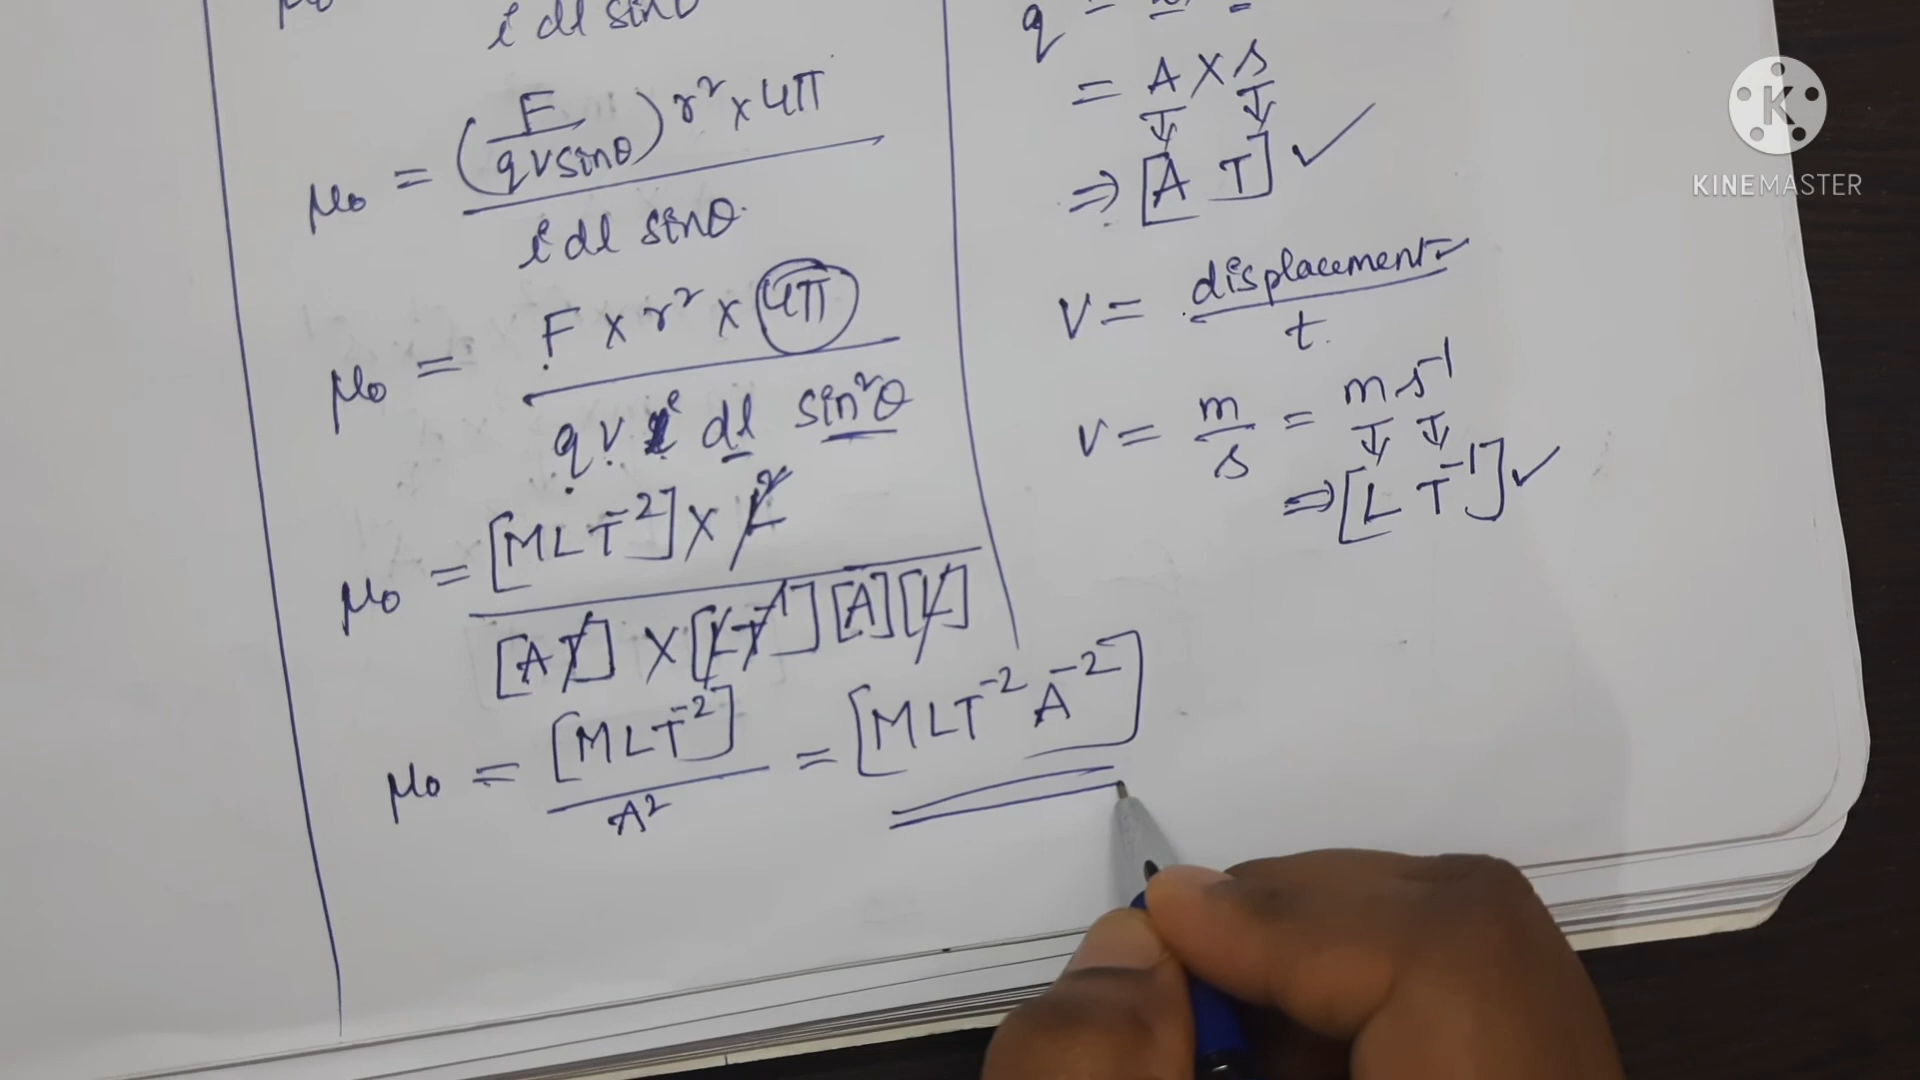 μ₀
i dl sinθ
μ₀ = (F / qv sinθ) r² × 4π / i dl sinθ
μ₀ = F × r² × 4π / q v i dl sin²θ
μ₀ = [MLT⁻²] × L² / [AT] × [LT⁻¹] [A] [L]
μ₀ = [MLT⁻²] / A² = [MLT⁻² A⁻²]
q =
= A × s
⇒ [A T] ✓
V = displacement / t
V = m / s = m s⁻¹
⇒ [L T⁻¹] ✓
K
KINEMASTER